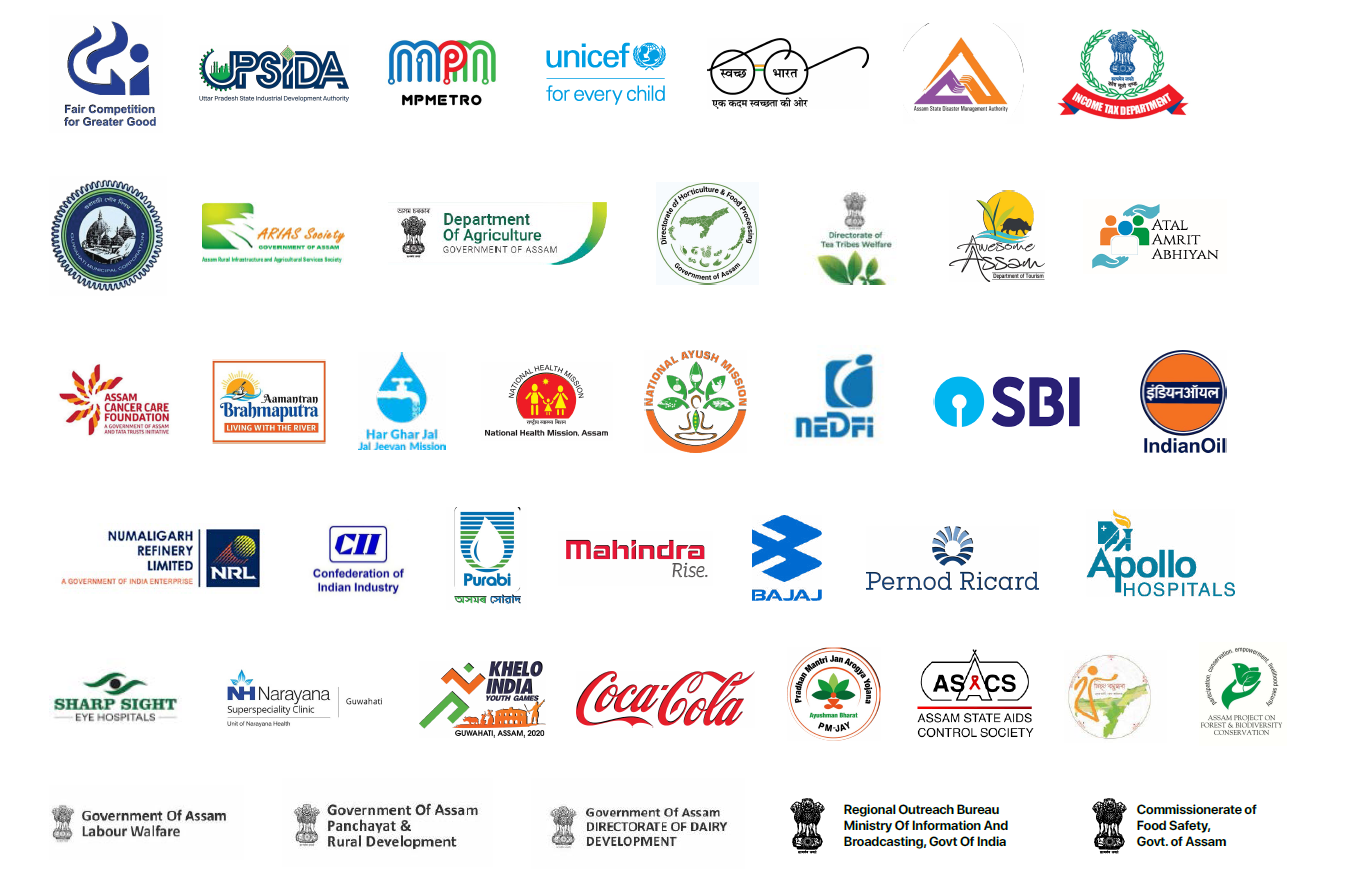 Fair Competition
for Greater Good
UPSIDA
Uttar Pradesh State Industrial Development Authority
MPMETRO
unicef
for every child
स्वच्छ भारत
एक कदम स्वच्छता की ओर
Assam State Disaster Management Authority
INCOME TAX DEPARTMENT
GUWAHATI MUNICIPAL CORPORATION
ARIAS Society
GOVERNMENT OF ASSAM
Assam Rural Infrastructure and Agricultural Services Society
Department
Of Agriculture
GOVERNMENT OF ASSAM
Directorate of Horticulture & Food Processing
Government of Assam
Directorate of
Tea Tribes Welfare
Awesome
Assam
Department of Tourism
ATAL
AMRIT
ABHIYAN
ASSAM
CANCER CARE
FOUNDATION
A GOVERNMENT OF ASSAM
AND TATA TRUSTS INITIATIVE
Aamantran
Brahmaputra
LIVING WITH THE RIVER
Har Ghar Jal
Jal Jeevan Mission
NATIONAL HEALTH MISSION
राष्ट्रीय स्वास्थ्य मिशन
National Health Mission, Assam
NATIONAL AYUSH MISSION
NEDFi
SBI
इंडियनऑयल
IndianOil
NUMALIGARH
REFINERY
LIMITED
A GOVERNMENT OF INDIA ENTERPRISE
NRL
CII
Confederation of
Indian Industry
Purabi
অসমৰ সোৱাদ
Mahindra
Rise.
BAJAJ
Pernod Ricard
Apollo
HOSPITALS
SHARP SIGHT
EYE HOSPITALS
NH Narayana
Superspeciality Clinic
Unit of Narayana Health
Guwahati
KHELO
INDIA
YOUTH GAMES
GUWAHATI, ASSAM, 2020
Coca-Cola
Pradhan Mantri Jan Arogya Yojana
Ayushman Bharat
PM-JAY
ASACS
ASSAM STATE AIDS
CONTROL SOCIETY
participation, conservation, empowerment, livelihood security
ASSAM PROJECT ON
FOREST & BIODIVERSITY
CONSERVATION
Government Of Assam
Labour Walfare
Government Of Assam
Panchayat &
Rural Development
Government Of Assam
DIRECTORATE OF DAIRY
DEVELOPMENT
Regional Outreach Bureau
Ministry Of Information And
Broadcasting, Govt Of India
Commissionerate of
Food Safety,
Govt. of Assam